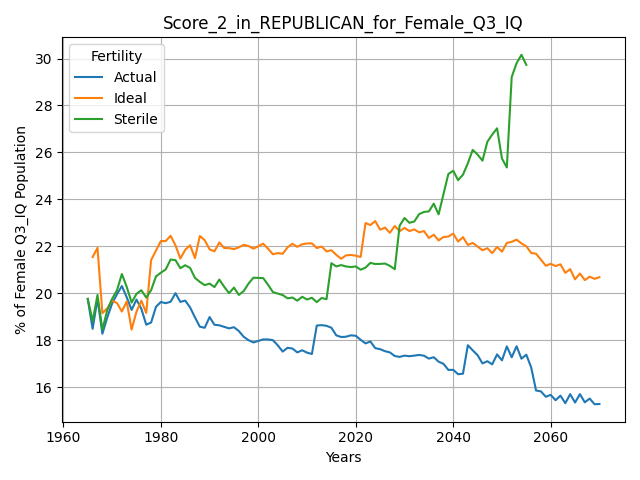 Score_2_in_REPUBLICAN_for_Female_Q3_IQ
Fertility
Actual
Ideal
Sterile
% of Female Q3_IQ Population
30
28
26
24
22
20
18
16
1960
1980
2000
2020
2040
2060
Years